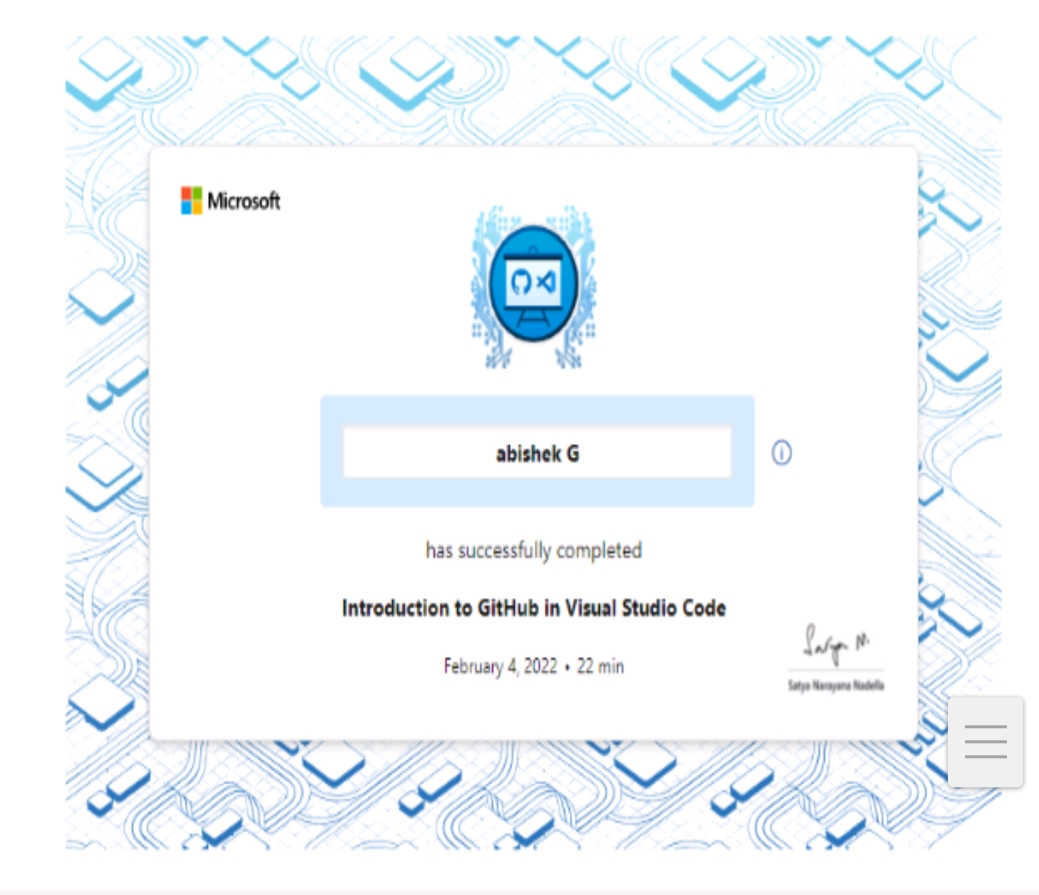 Microsoft
abishek G
has successfully completed
Introduction to GitHub in Visual Studio Code
February 4, 2022 • 22 min
Satya N.
Satya Narayana Nadella